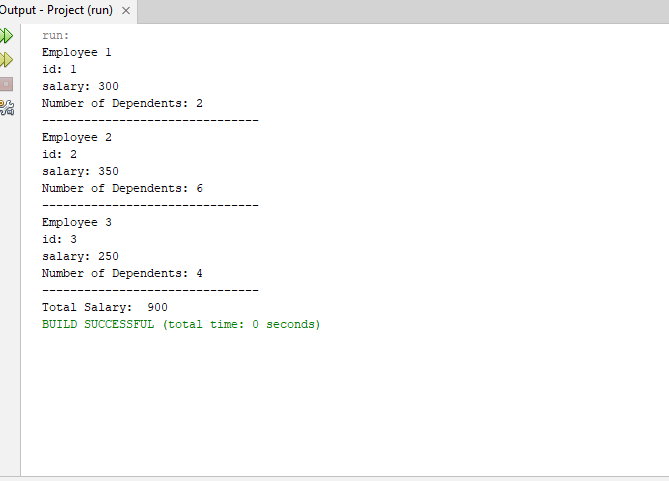 Output - Project (run) ×
run:
Employee 1
id: 1
salary: 300
Number of Dependents: 2
-------------------------------
Employee 2
id: 2
salary: 350
Number of Dependents: 6
-------------------------------
Employee 3
id: 3
salary: 250
Number of Dependents: 4
-------------------------------
Total Salary:  900
BUILD SUCCESSFUL (total time: 0 seconds)